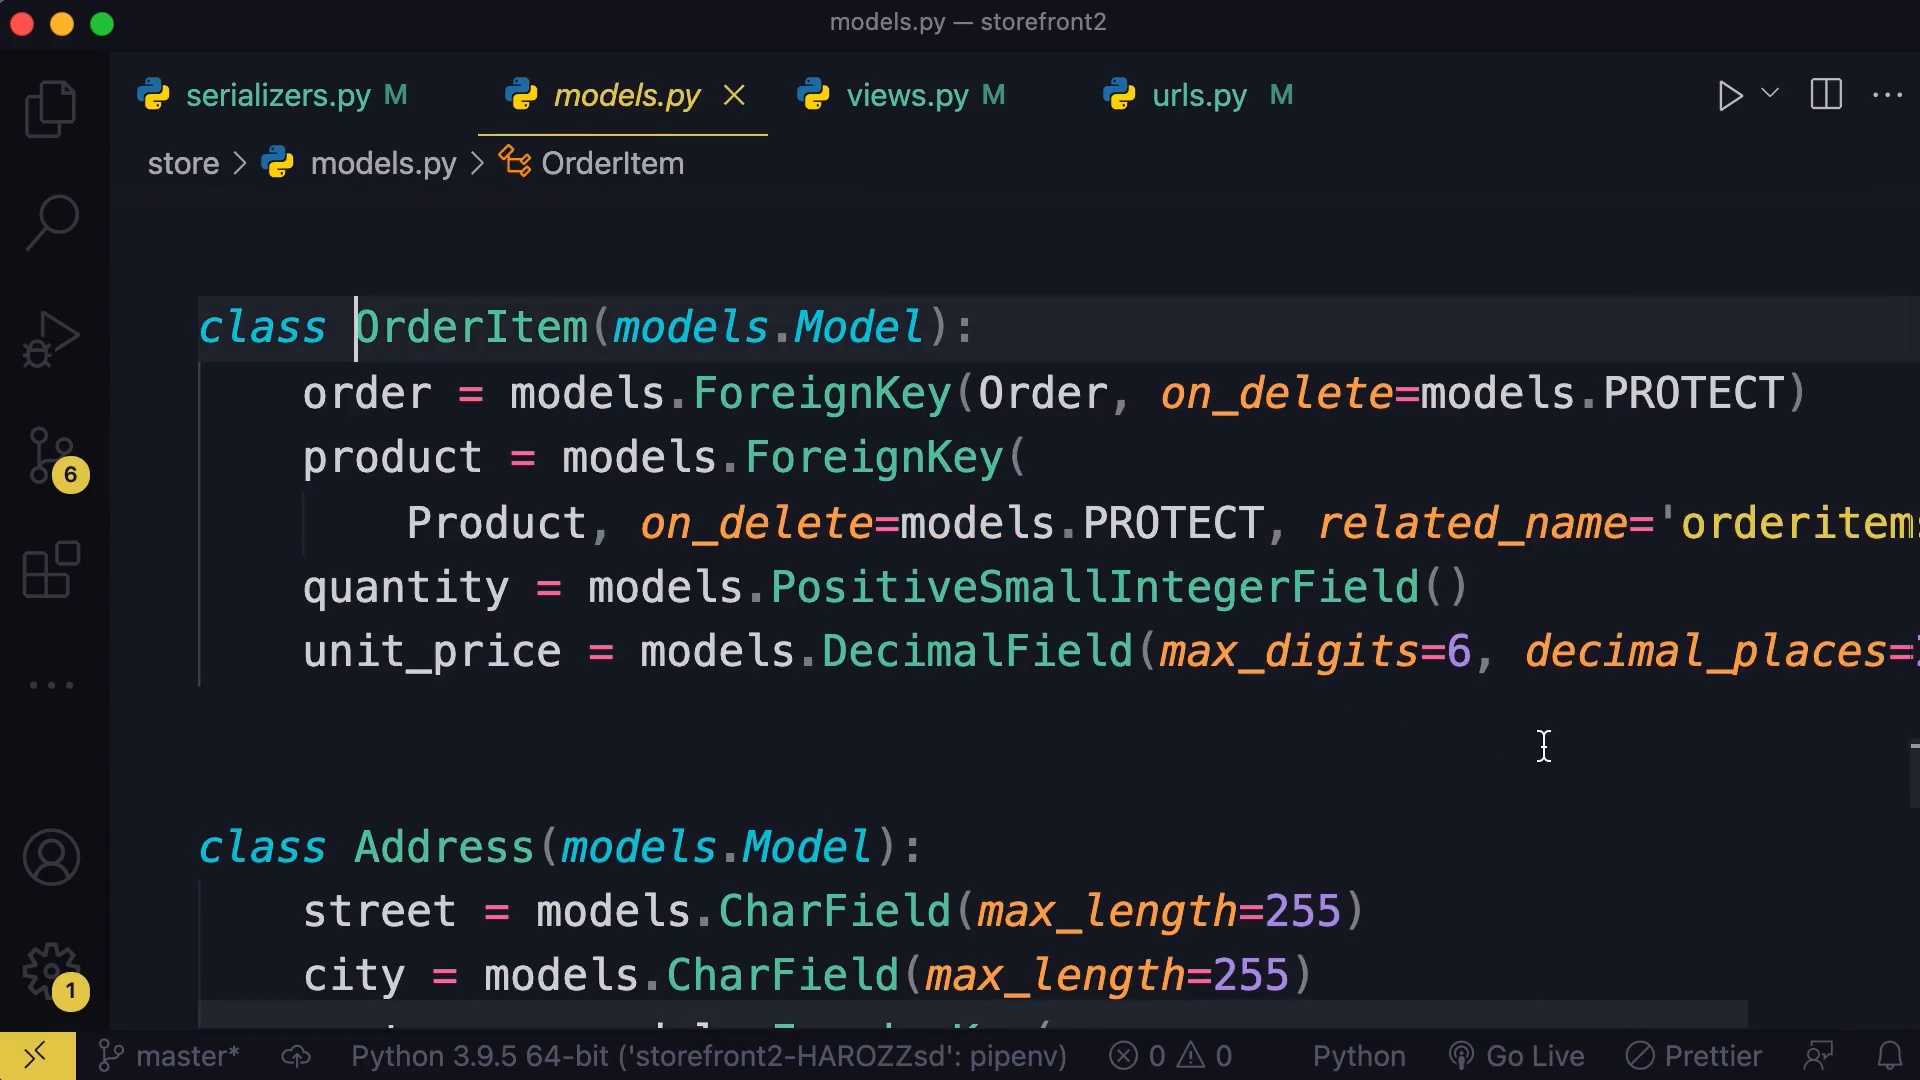 models.py — storefront2
serializers.py M models.py views.py M urls.py M
store > models.py > OrderItem
class OrderItem(models.Model):
order = models.ForeignKey(Order, on_delete=models.PROTECT)
product = models.ForeignKey(
Product, on_delete=models.PROTECT, related_name='orderitems
quantity = models.PositiveSmallIntegerField()
unit_price = models.DecimalField(max_digits=6, decimal_places=
class Address(models.Model):
street = models.CharField(max_length=255)
city = models.CharField(max_length=255)
6
1
master* Python 3.9.5 64-bit ('storefront2-HAROZZsd': pipenv) 0 0 Python Go Live Prettier